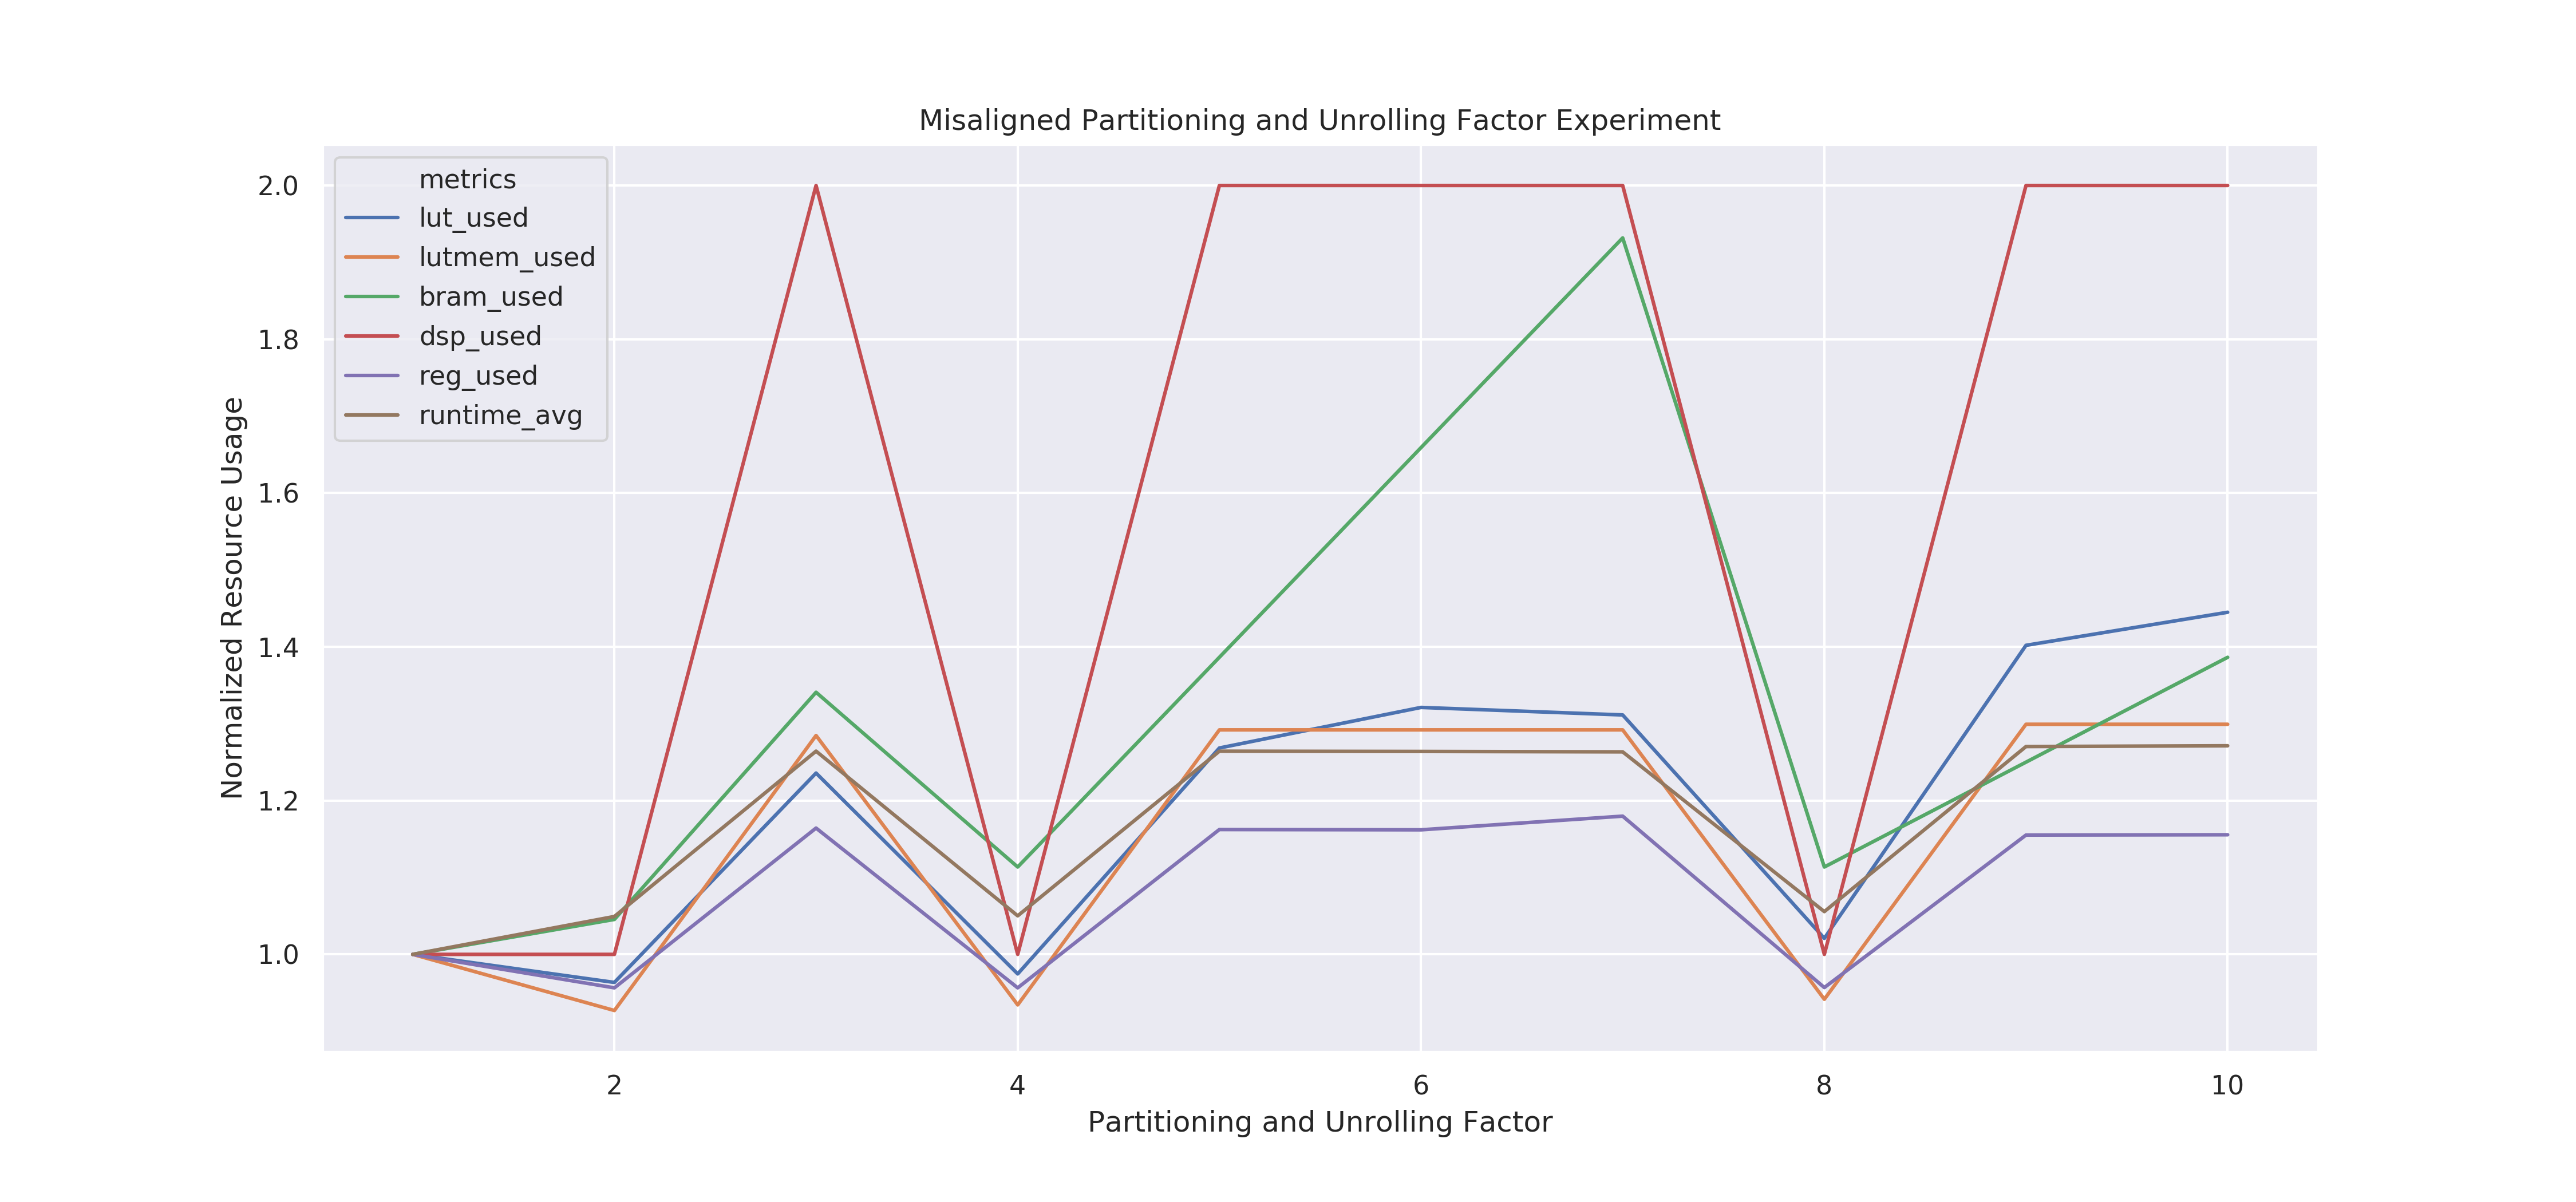 Misaligned Partitioning and Unrolling Factor Experiment
metrics
lut_used
lutmem_used
bram_used
dsp_used
reg_used
runtime_avg
Normalized Resource Usage
2.0
1.8
1.6
1.4
1.2
1.0
2 4 6 8 10
Partitioning and Unrolling Factor